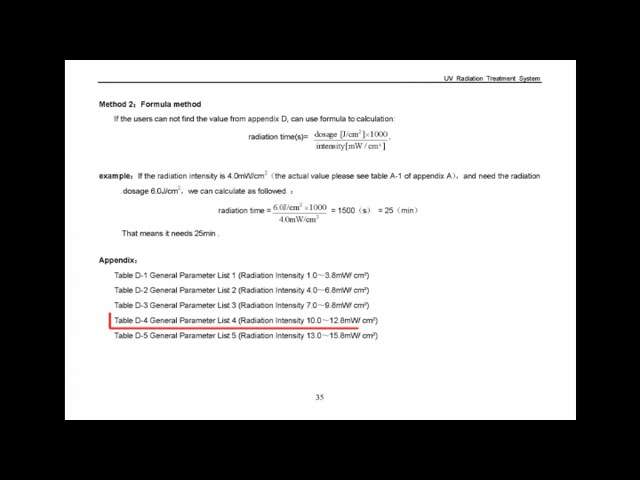 UV Radiation Treatment System
Method 2：Formula method
If the users can not find the value from appendix D, can use formula to calculation:
radiation time(s)= dosage [J/cm²]×1000 / intensity[mW / cm²] .
example：If the radiation intensity is 4.0mW/cm²（the actual value please see table A-1 of appendix A），and need the radiation
dosage 6.0J/cm²，we can calculate as followed ：
radiation time = 6.0J/cm² ×1000 / 4.0mW/cm² = 1500（s） = 25（min）
That means it needs 25min .
Appendix：
Table D-1 General Parameter List 1 (Radiation Intensity 1.0～3.8mW/ cm²)
Table D-2 General Parameter List 2 (Radiation Intensity 4.0～6.8mW/ cm²)
Table D-3 General Parameter List 3 (Radiation Intensity 7.0～9.8mW/ cm²)
Table D-4 General Parameter List 4 (Radiation Intensity 10.0～12.8mW/ cm²)
Table D-5 General Parameter List 5 (Radiation Intensity 13.0～15.8mW/ cm²)
35